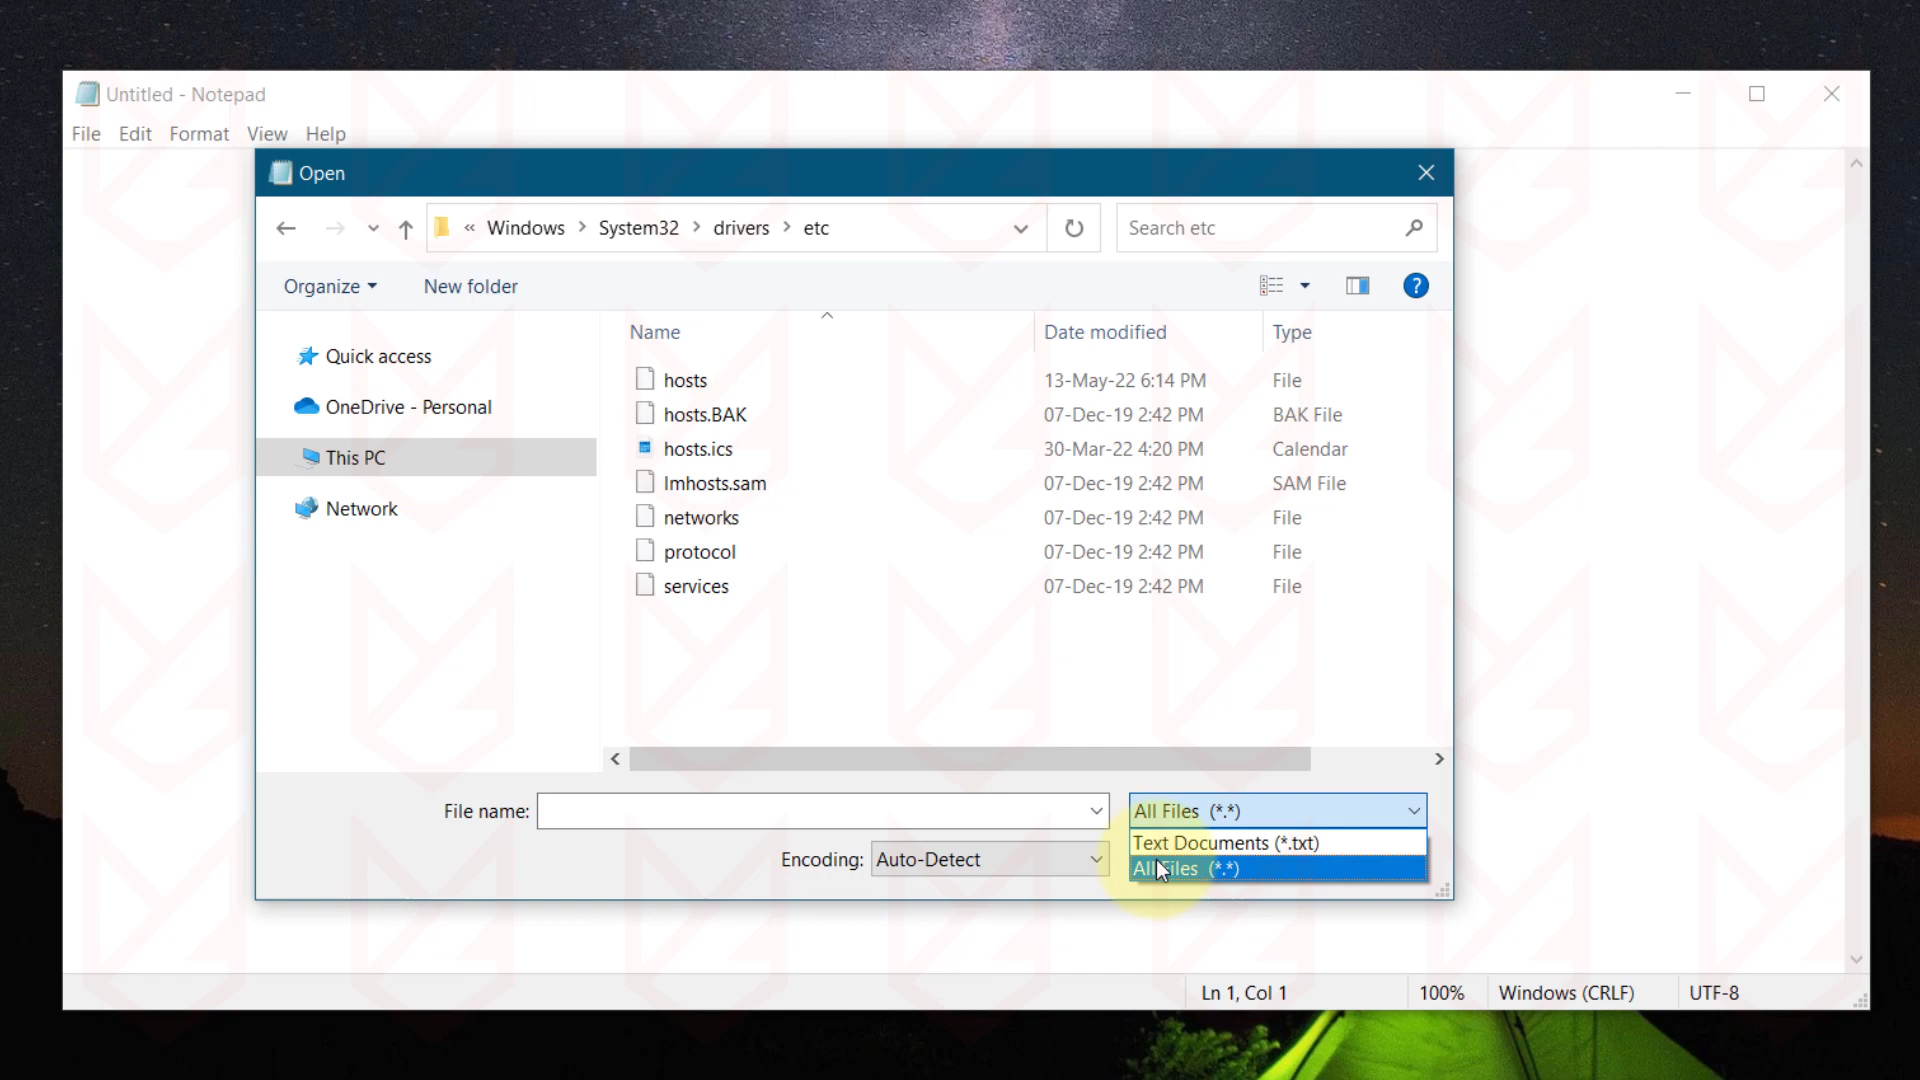 Untitled - Notepad
File Edit Format View Help
Open
« Windows > System32 > drivers > etc
Search etc
Organize New folder
?
Name Date modified Type
Quick access
OneDrive - Personal
This PC
Network
hosts 13-May-22 6:14 PM File
hosts.BAK 07-Dec-19 2:42 PM BAK File
hosts.ics 30-Mar-22 4:20 PM Calendar
lmhosts.sam 07-Dec-19 2:42 PM SAM File
networks 07-Dec-19 2:42 PM File
protocol 07-Dec-19 2:42 PM File
services 07-Dec-19 2:42 PM File
File name: All Files (*.*)
Text Documents (*.txt)
Encoding: Auto-Detect All Files (*.*)
Ln 1, Col 1 100% Windows (CRLF) UTF-8